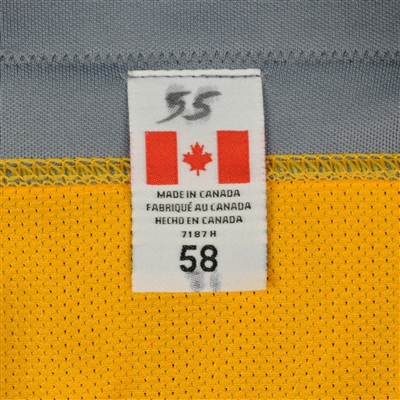 55
MADE IN CANADA
FABRIQUÉ AU CANADA
HECHO EN CANADA
7187 H
58